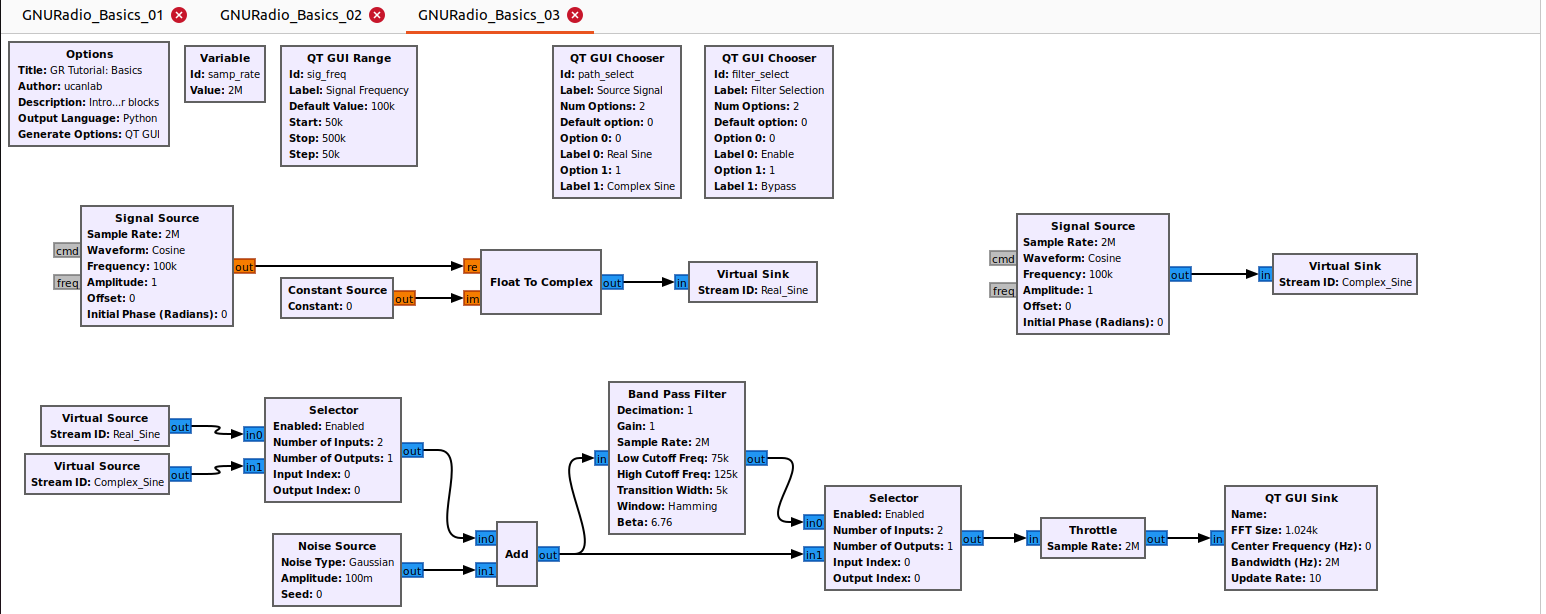 GNURadio_Basics_01
GNURadio_Basics_02
GNURadio_Basics_03
Options
Title: GR Tutorial: Basics
Author: ucanlab
Description: Intro...r blocks
Output Language: Python
Generate Options: QT GUI
Variable
Id: samp_rate
Value: 2M
QT GUI Range
Id: sig_freq
Label: Signal Frequency
Default Value: 100k
Start: 50k
Stop: 500k
Step: 50k
QT GUI Chooser
Id: path_select
Label: Source Signal
Num Options: 2
Default option: 0
Option 0: 0
Label 0: Real Sine
Option 1: 1
Label 1: Complex Sine
QT GUI Chooser
Id: filter_select
Label: Filter Selection
Num Options: 2
Default option: 0
Option 0: 0
Label 0: Enable
Option 1: 1
Label 1: Bypass
cmd
freq
Signal Source
Sample Rate: 2M
Waveform: Cosine
Frequency: 100k
Amplitude: 1
Offset: 0
Initial Phase (Radians): 0
out
Constant Source
Constant: 0
out
re
im
Float To Complex
out
in
Virtual Sink
Stream ID: Real_Sine
cmd
freq
Signal Source
Sample Rate: 2M
Waveform: Cosine
Frequency: 100k
Amplitude: 1
Offset: 0
Initial Phase (Radians): 0
out
in
Virtual Sink
Stream ID: Complex_Sine
Virtual Source
Stream ID: Real_Sine
out
Virtual Source
Stream ID: Complex_Sine
out
in0
in1
Selector
Enabled: Enabled
Number of Inputs: 2
Number of Outputs: 1
Input Index: 0
Output Index: 0
out
Noise Source
Noise Type: Gaussian
Amplitude: 100m
Seed: 0
out
in0
in1
Add
out
in
Band Pass Filter
Decimation: 1
Gain: 1
Sample Rate: 2M
Low Cutoff Freq: 75k
High Cutoff Freq: 125k
Transition Width: 5k
Window: Hamming
Beta: 6.76
out
in0
in1
Selector
Enabled: Enabled
Number of Inputs: 2
Number of Outputs: 1
Input Index: 0
Output Index: 0
out
in
Throttle
Sample Rate: 2M
out
in
QT GUI Sink
Name:
FFT Size: 1.024k
Center Frequency (Hz): 0
Bandwidth (Hz): 2M
Update Rate: 10